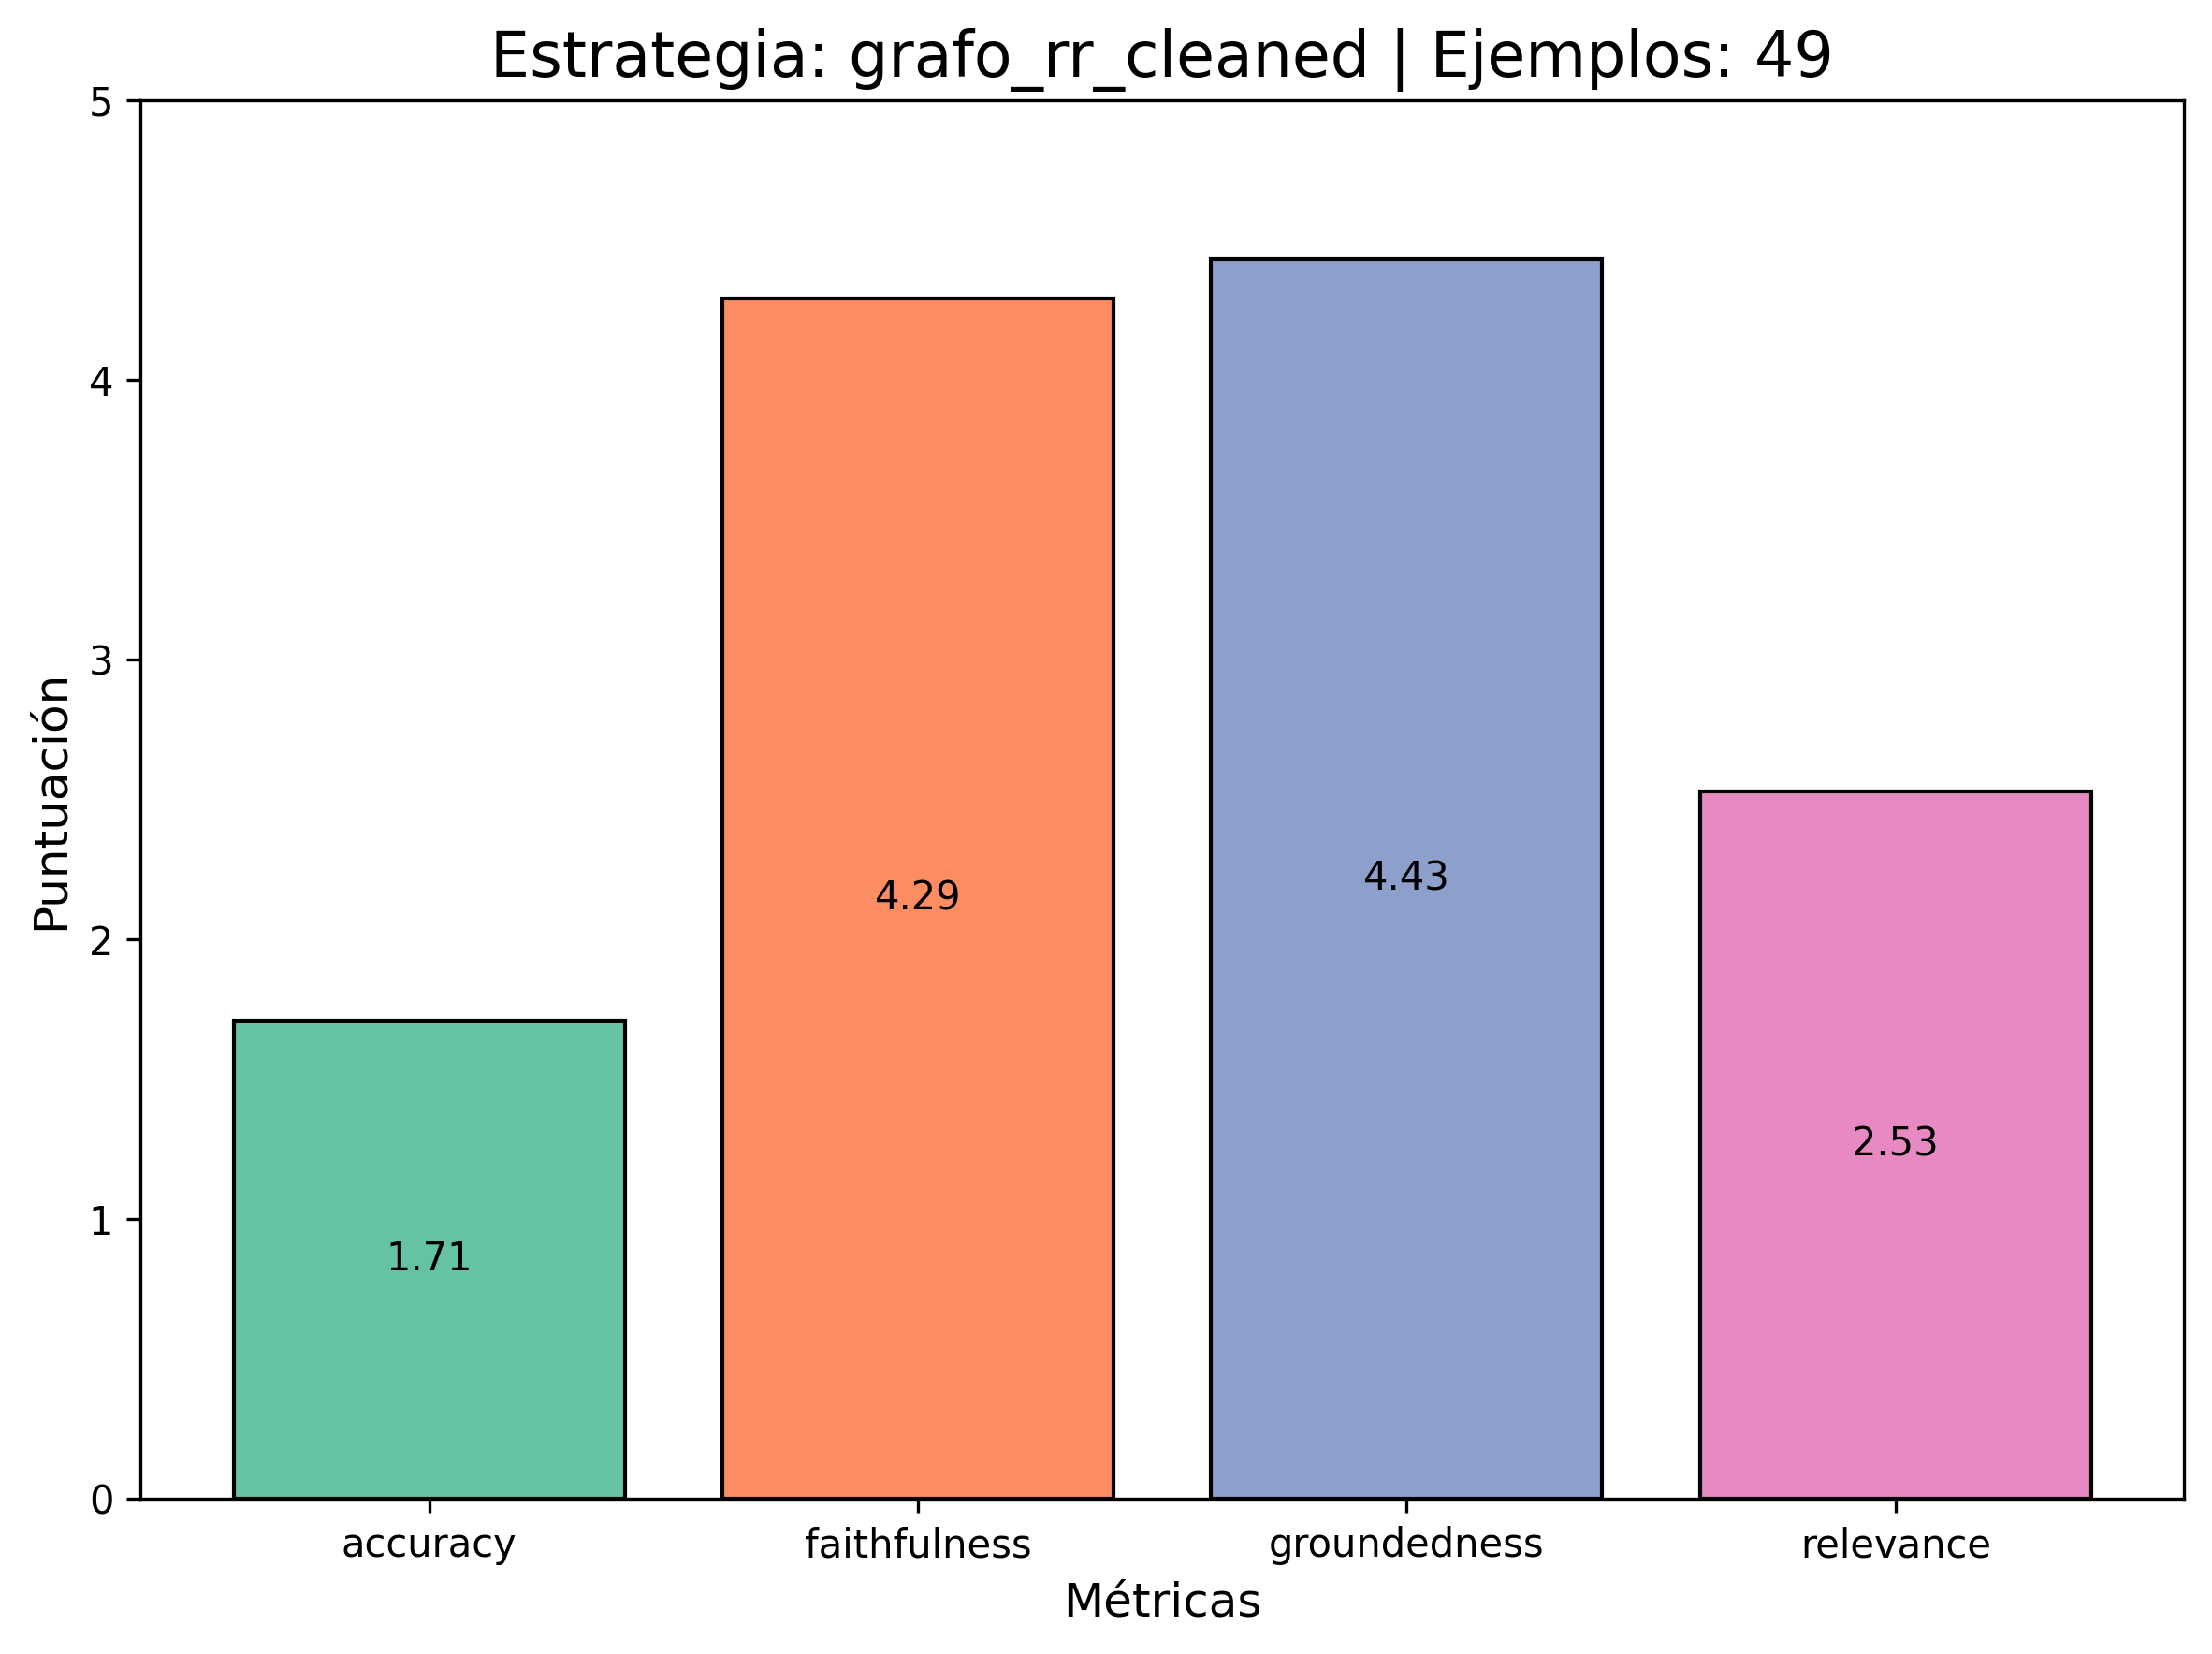 Estrategia: grafo_rr_cleaned | Ejemplos: 49
5
4
3
2
1
0
Puntuación
1.71
4.29
4.43
2.53
accuracy
faithfulness
groundedness
relevance
Métricas